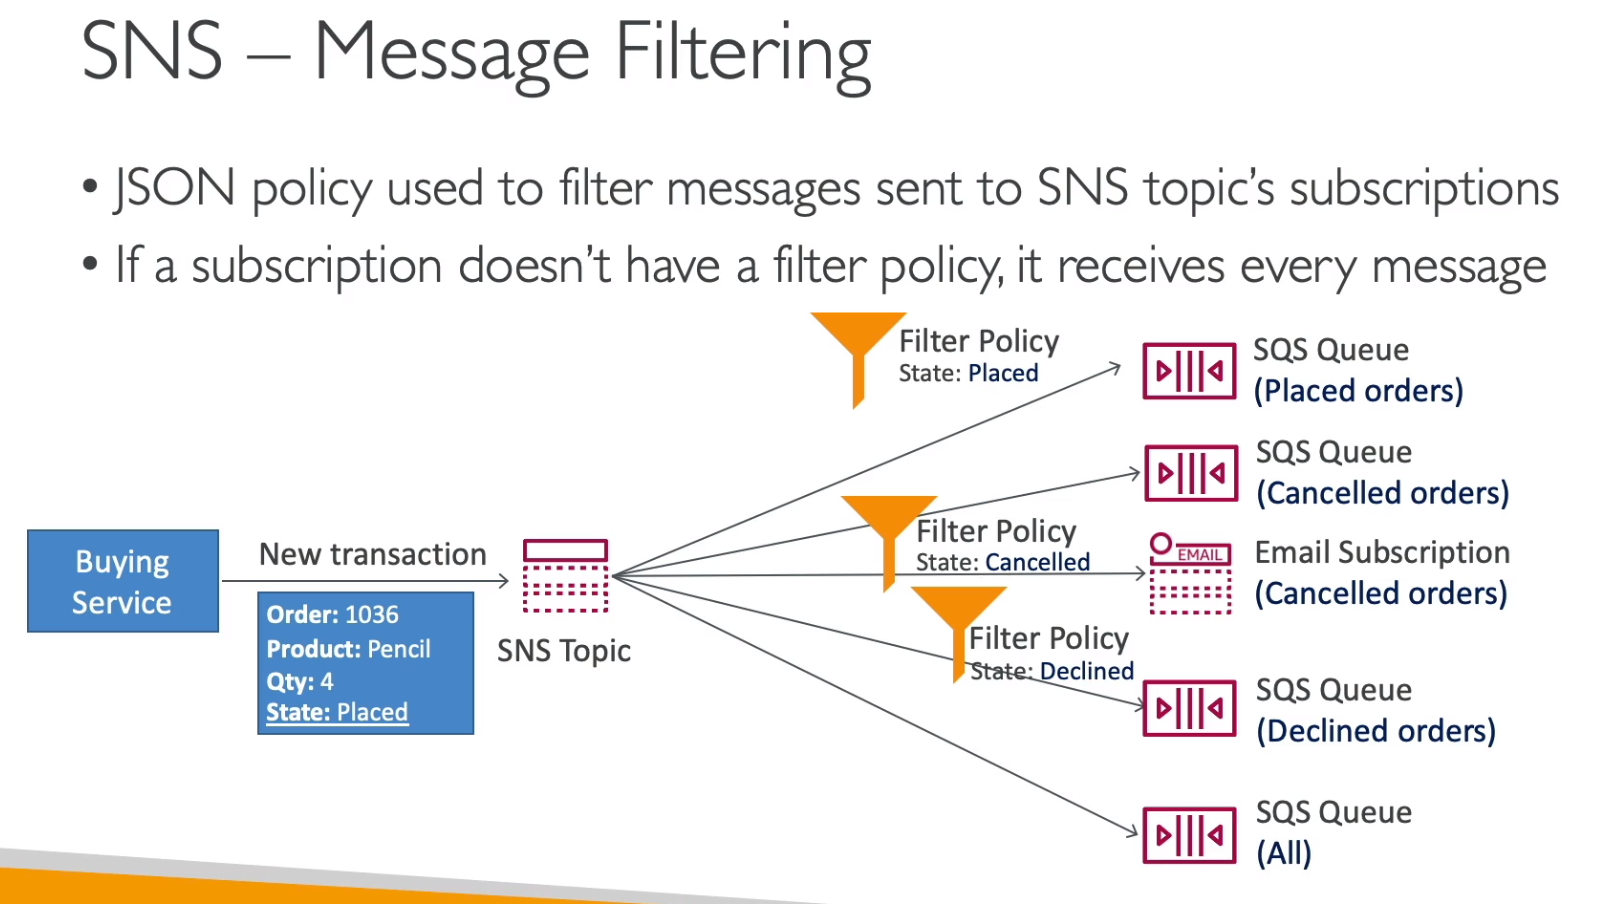 SNS – Message Filtering
• JSON policy used to filter messages sent to SNS topic's subscriptions
• If a subscription doesn't have a filter policy, it receives every message
Filter Policy
State: Placed
SQS Queue
(Placed orders)
SQS Queue
(Cancelled orders)
Buying
Service
New transaction
Order: 1036
Product: Pencil
Qty: 4
State: Placed
SNS Topic
Filter Policy
State: Cancelled
EMAIL
Email Subscription
(Cancelled orders)
Filter Policy
State: Declined
SQS Queue
(Declined orders)
SQS Queue
(All)